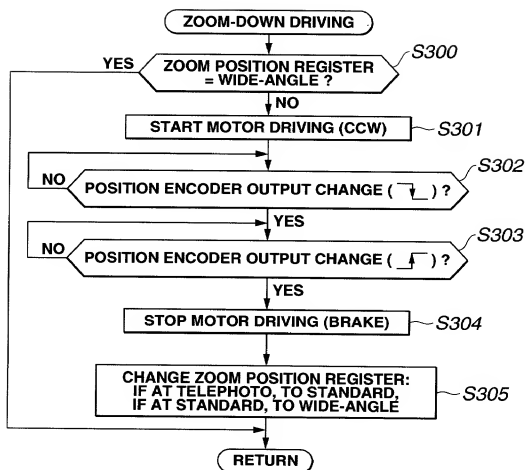 ZOOM-DOWN DRIVING
S300
YES
ZOOM POSITION REGISTER
= WIDE-ANGLE ?
NO
START MOTOR DRIVING (CCW)
S301
S302
NO
POSITION ENCODER OUTPUT CHANGE ( ) ?
YES
S303
NO
POSITION ENCODER OUTPUT CHANGE ( ) ?
YES
STOP MOTOR DRIVING (BRAKE)
S304
CHANGE ZOOM POSITION REGISTER:
IF AT TELEPHOTO, TO STANDARD,
IF AT STANDARD, TO WIDE-ANGLE
S305
RETURN